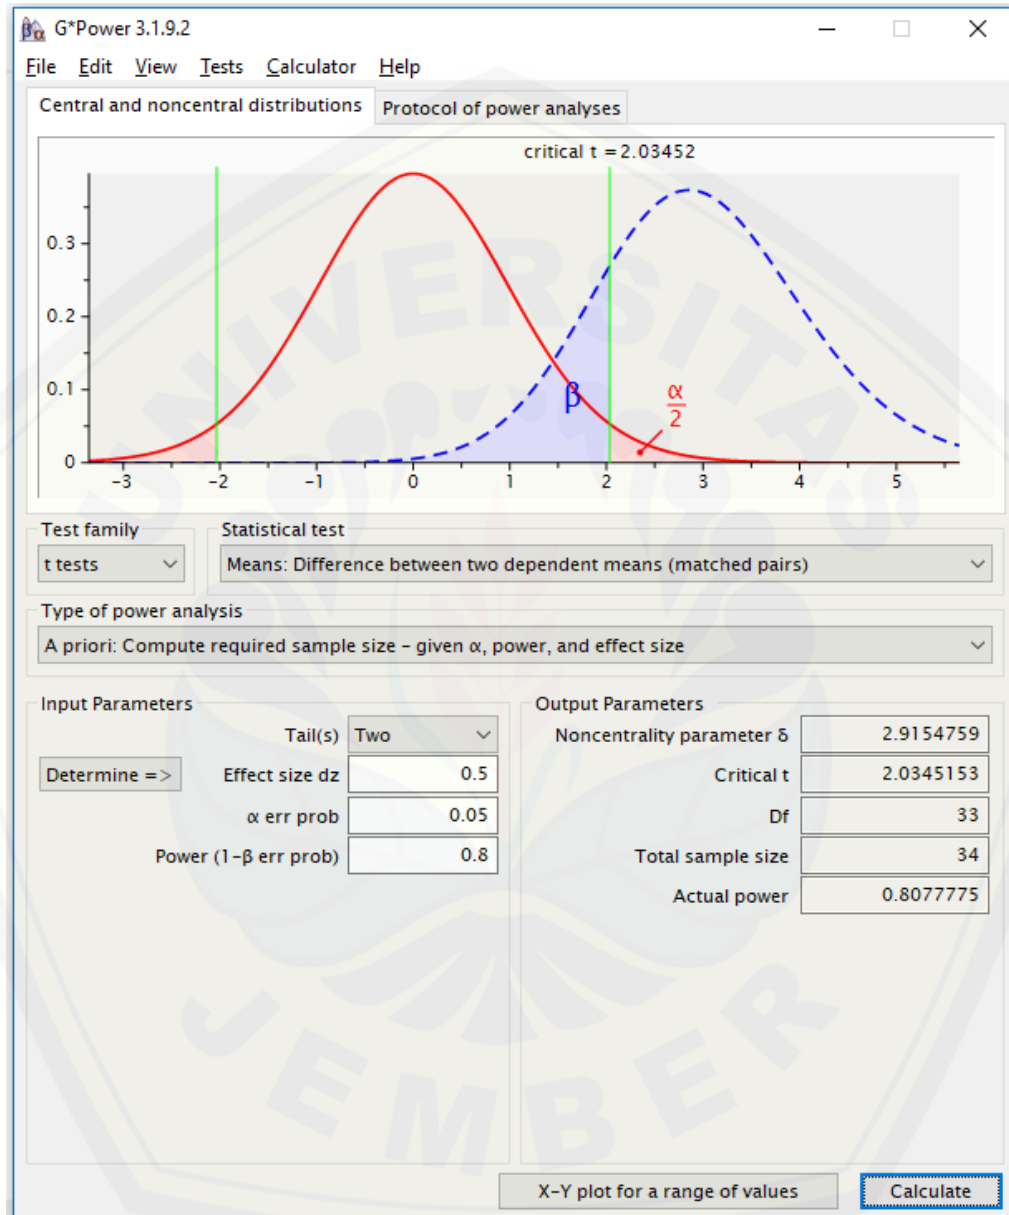 G*Power 3.1.9.2
File Edit View Tests Calculator Help
Central and noncentral distributions Protocol of power analyses
critical t = 2.03452
0.3
0.2
0.1
0
-3 -2 -1 0 1 2 3 4 5
β
α
2
Test family Statistical test
t tests Means: Difference between two dependent means (matched pairs)
Type of power analysis
A priori: Compute required sample size – given α, power, and effect size
Input Parameters Output Parameters
Tail(s) Two Noncentrality parameter δ 2.9154759
Determine => Effect size dz 0.5 Critical t 2.0345153
α err prob 0.05 Df 33
Power (1-β err prob) 0.8 Total sample size 34
Actual power 0.8077775
X-Y plot for a range of values Calculate
UNIVERSITAS
JEMBER